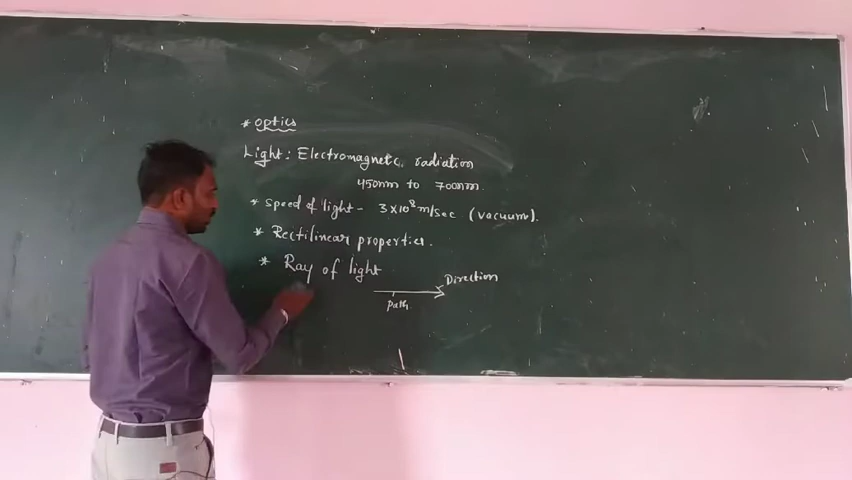 * optics
Light: Electromagnetic radiation
450nm to 700nm.
* Speed of light - 3×10⁸ m/sec (vacuum).
* Rectilinear properties.
* Ray of light
Direction
path